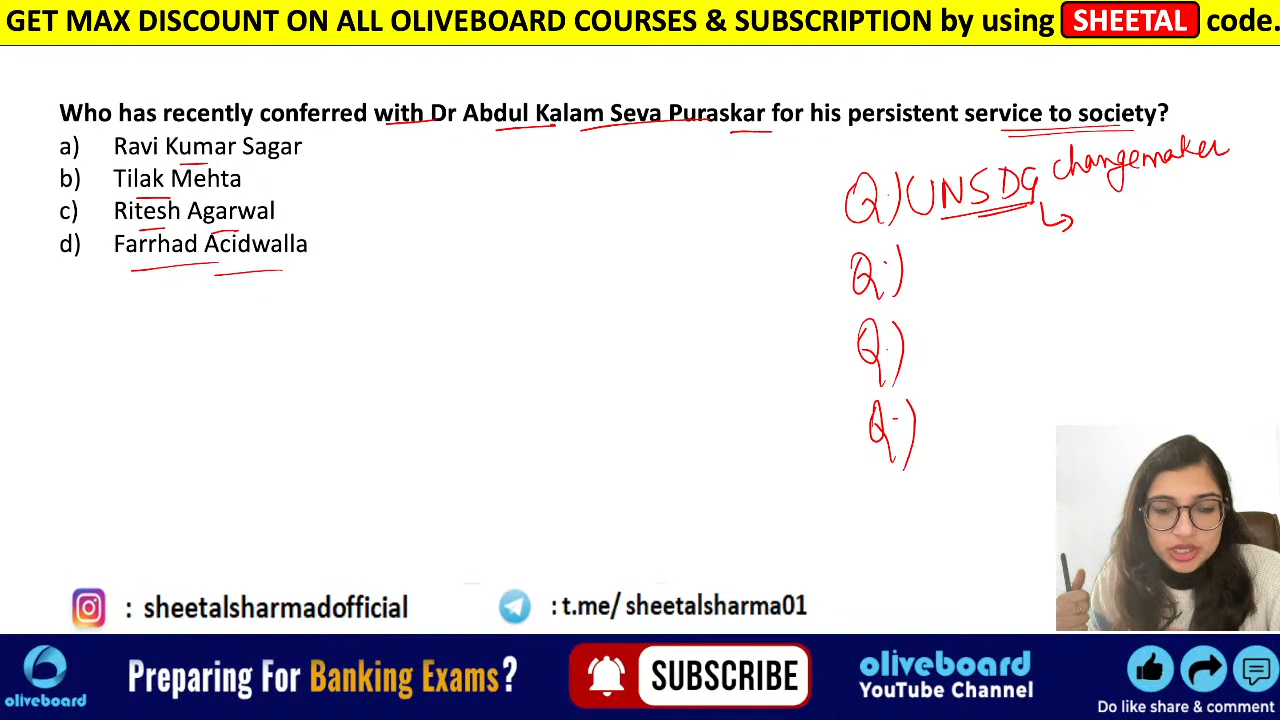 GET MAX DISCOUNT ON ALL OLIVEBOARD COURSES & SUBSCRIPTION by using SHEETAL code.
Who has recently conferred with Dr Abdul Kalam Seva Puraskar for his persistent service to society?
a) Ravi Kumar Sagar
b) Tilak Mehta
c) Ritesh Agarwal
d) Farrhad Acidwalla
Q.) UNSDG changemaker
Q.)
Q.)
Q.)
: sheetalsharmadofficial
: t.me/ sheetalsharma01
oliveboard
Preparing For Banking Exams?
SUBSCRIBE
oliveboard
YouTube Channel
Do like share & comment